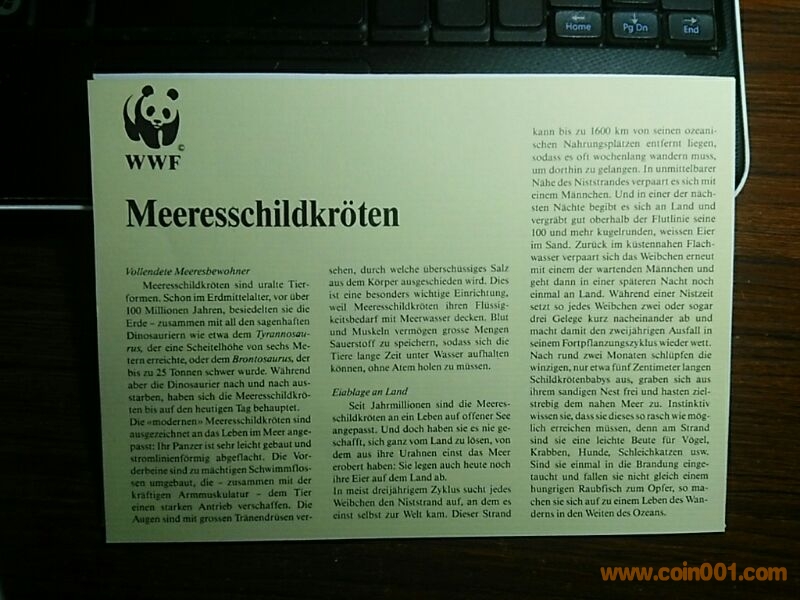 Home
Pg Dn
End
©
WWF
Meeresschildkröten
Vollendete Meeresbewohner
Meeresschildkröten sind uralte Tier-
formen. Schon im Erdmittelalter, vor über
100 Millionen Jahren, besiedelten sie die
Erde – zusammen mit all den sagenhaften
Dinosauriern wie etwa dem Tyrannosau-
rus, der eine Scheitelhöhe von sechs Me-
tern erreichte, oder dem Brontosaurus, der
bis zu 25 Tonnen schwer wurde. Während
aber die Dinosaurier nach und nach aus-
starben, haben sich die Meeresschildkrö-
ten bis auf den heutigen Tag behauptet.
Die «modernen» Meeresschildkröten sind
ausgezeichnet an das Leben im Meer ange-
passt: Ihr Panzer ist sehr leicht gebaut und
stromlinienförmig abgeflacht. Die Vor-
derbeine sind zu mächtigen Schwimmflos-
sen umgebaut, die – zusammen mit der
kräftigen Armmuskulatur – dem Tier
einen starken Antrieb verschaffen. Die
Augen sind mit grossen Tränendrüsen ver-
sehen, durch welche überschüssiges Salz
aus dem Körper ausgeschieden wird. Dies
ist eine besonders wichtige Einrichtung,
weil Meeresschildkröten ihren Flüssig-
keitsbedarf mit Meerwasser decken. Blut
und Muskeln vermögen grosse Mengen
Sauerstoff zu speichern, sodass sich die
Tiere lange Zeit unter Wasser aufhalten
können, ohne Atem holen zu müssen.
Eiablage an Land
Seit Jahrmillionen sind die Meeres-
schildkröten an ein Leben auf offener See
angepasst. Und doch haben sie es nie ge-
schafft, sich ganz vom Land zu lösen, von
dem aus ihre Urahnen einst das Meer
erobert haben: Sie legen auch heute noch
ihre Eier auf dem Land ab.
In meist dreijährigem Zyklus sucht jedes
Weibchen den Niststrand auf, an dem es
einst selbst zur Welt kam. Dieser Strand
kann bis zu 1600 km von seinen ozeani-
schen Nahrungsplätzen entfernt liegen,
sodass es oft wochenlang wandern muss,
um dorthin zu gelangen. In unmittelbarer
Nähe des Niststrandes verpaart es sich mit
einem Männchen. Und in einer der näch-
sten Nächte begibt es sich an Land und
vergräbt gut oberhalb der Flutlinie seine
100 und mehr kugelrunden, weissen Eier
im Sand. Zurück im küstennahen Flach-
wasser verpaart sich das Weibchen erneut
mit einem der wartenden Männchen und
geht dann in einer späteren Nacht noch
einmal an Land. Während einer Nistzeit
setzt so jedes Weibchen zwei oder sogar
drei Gelege kurz nacheinander ab und
macht damit den zweijährigen Ausfall in
seinem Fortpflanzungszyklus wieder wett.
Nach rund zwei Monaten schlüpfen die
winzigen, nur etwa fünf Zentimeter langen
Schildkrötenbabys aus, graben sich aus
ihrem sandigen Nest frei und hasten ziel-
strebig dem nahen Meer zu. Instinktiv
wissen sie, dass sie dieses so rasch wie mög-
lich erreichen müssen, denn am Strand
sind sie eine leichte Beute für Vögel,
Krabben, Hunde, Schleichkatzen usw.
Sind sie einmal in die Brandung einge-
taucht und fallen sie nicht gleich einem
hungrigen Raubfisch zum Opfer, so ma-
chen sie sich auf zu einem Leben des Wan-
derns in den Weiten des Ozeans.
www.coin001.com